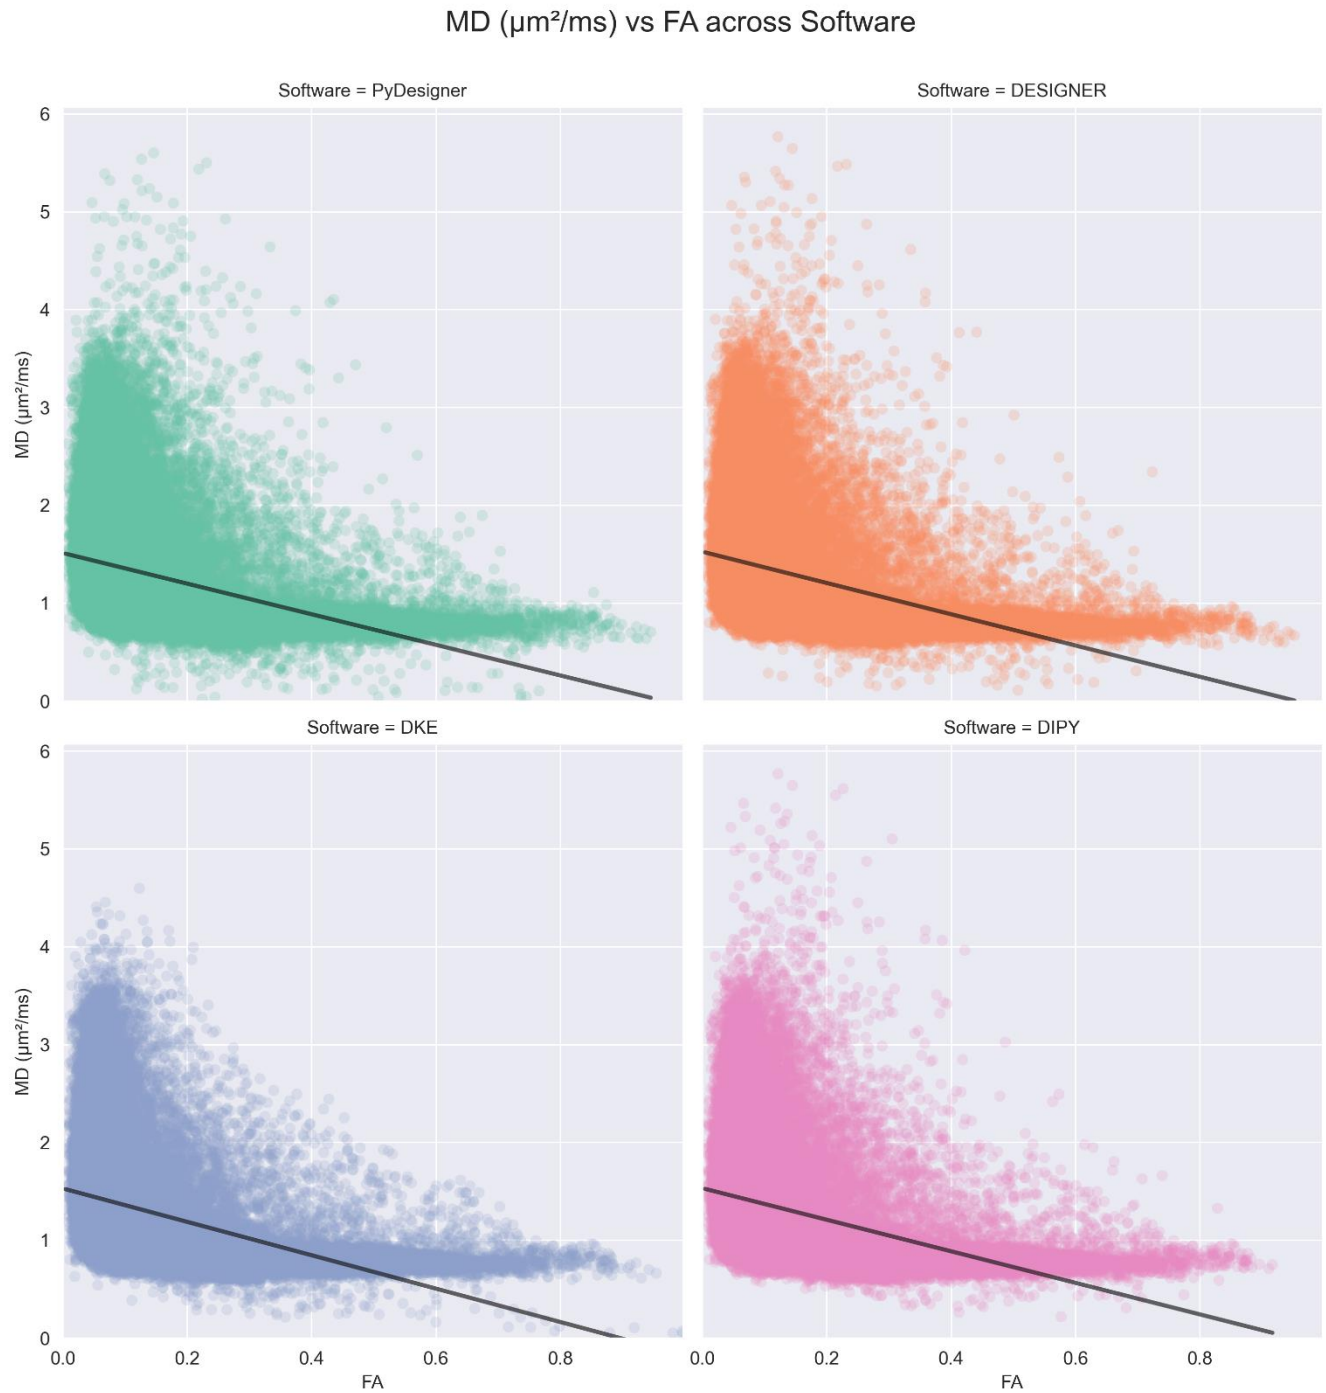 MD (µm²/ms) vs FA across Software
Software = PyDesigner
Software = DESIGNER
6
5
4
3
2
1
0
MD (µm²/ms)
Software = DKE
Software = DIPY
6
5
4
3
2
1
0
MD (µm²/ms)
0.0 0.2 0.4 0.6 0.8
0.0 0.2 0.4 0.6 0.8
FA
FA